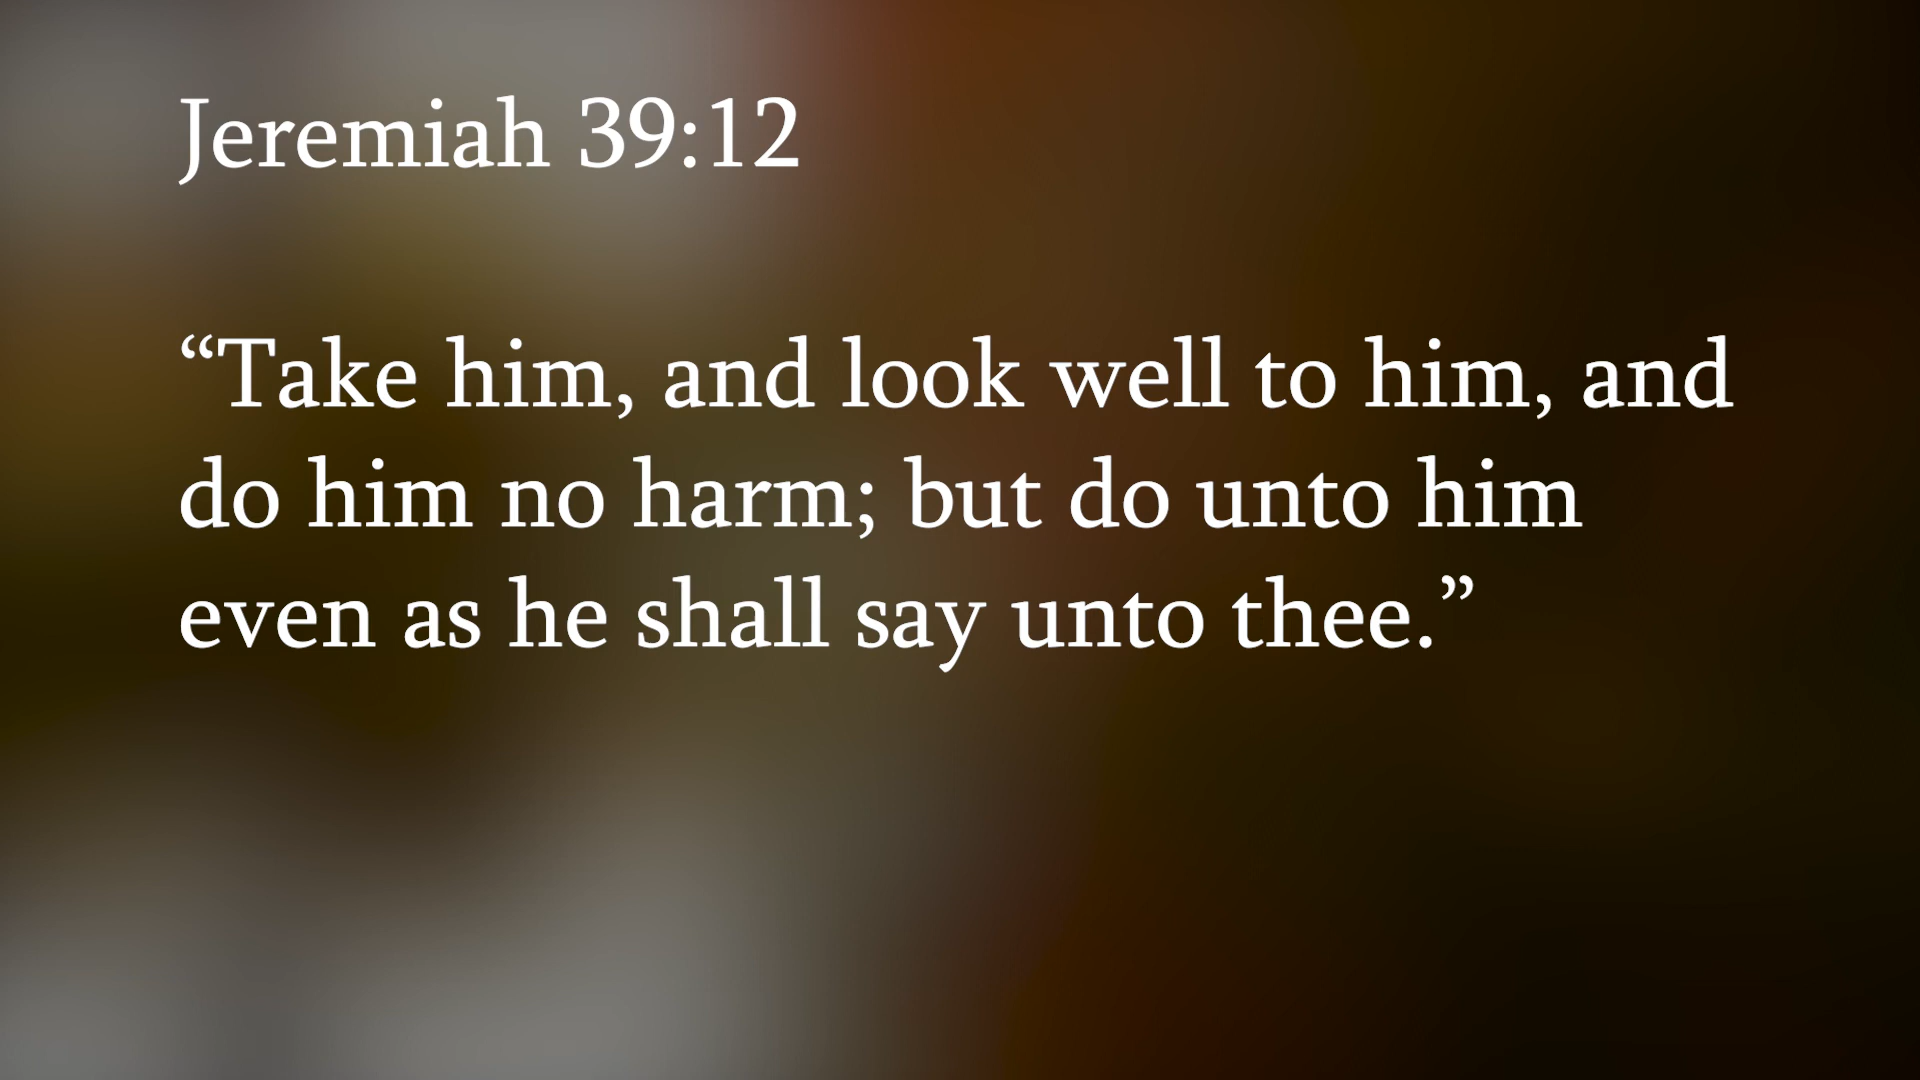 Jeremiah 39:12
“Take him, and look well to him, and
do him no harm; but do unto him
even as he shall say unto thee.”